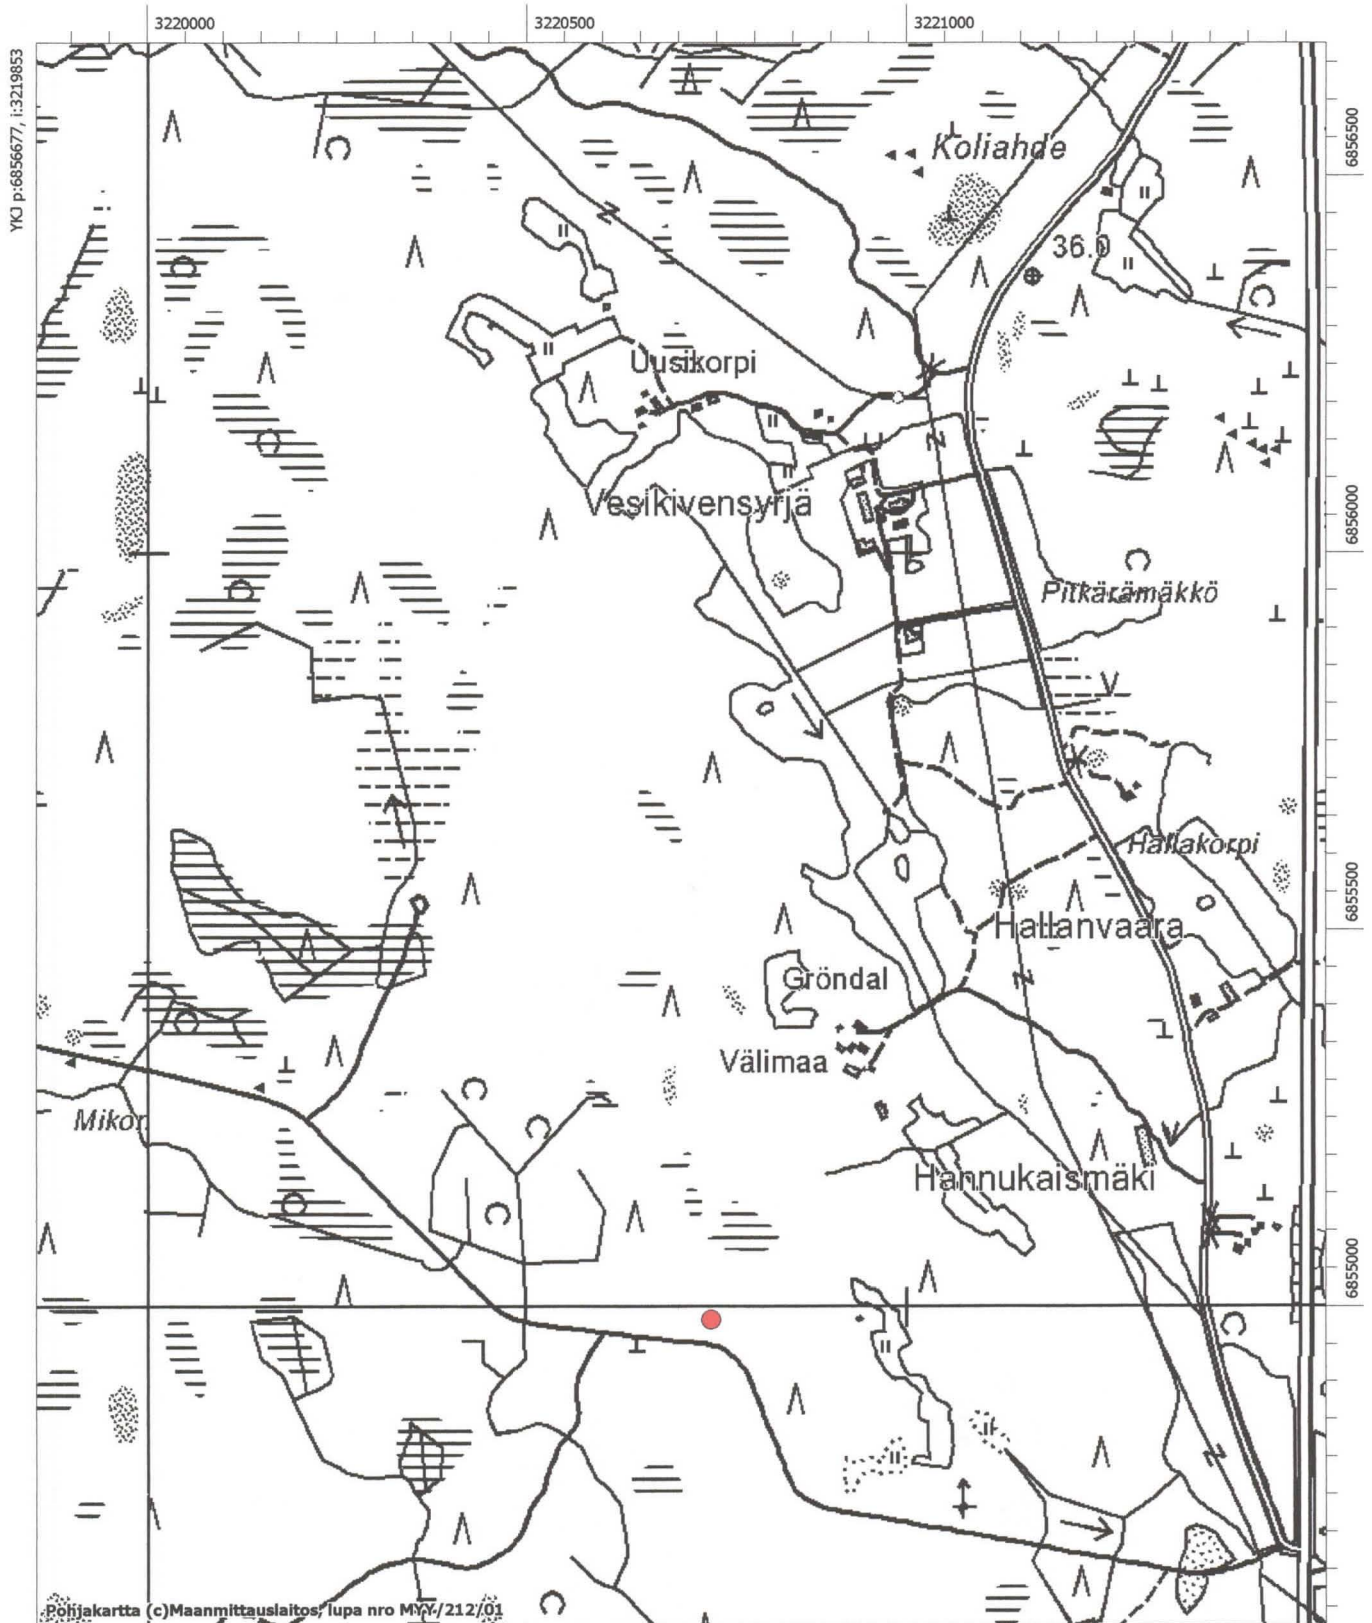 3220000
3220500
3221000
YKJ p:6856677, i:3219853
6856500
Koliahde
36.0
Uusikorpi
6856000
Vesikivensyrjä
Pitkärämäkkö
Hallakorpi
6855500
Hallanvaara
Gröndal
Välimaa
Mikor
Hannukaismäki
6855000
Pohjakartta (c)Maanmittauslaitos, lupa nro MYY/212/01